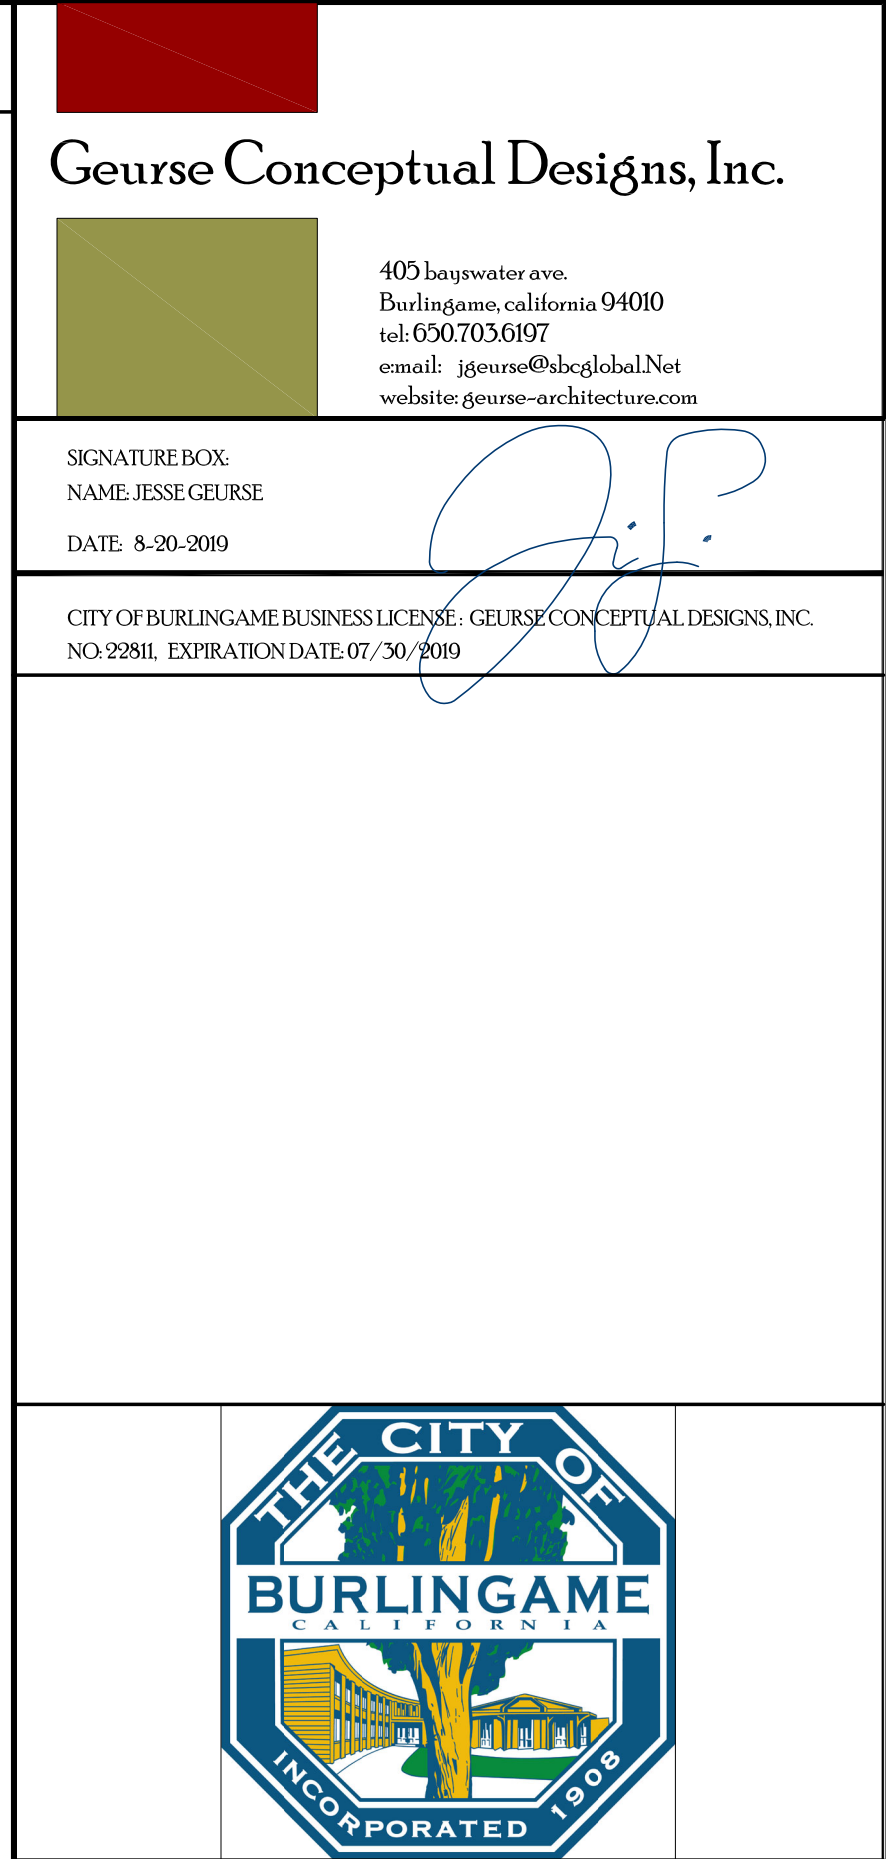 Geurse Conceptual Designs, Inc.
405 bayswater ave.
Burlingame, california 94010
tel: 650.703.6197
e:mail: jgeurse@sbcglobal.Net
website: geurse-architecture.com
SIGNATURE BOX:
NAME: JESSE GEURSE
DATE: 8-20-2019
CITY OF BURLINGAME BUSINESS LICENSE : GEURSE CONCEPTUAL DESIGNS, INC.
NO: 22811, EXPIRATION DATE: 07/30/2019
THE CITY OF
BURLINGAME
CALIFORNIA
INCORPORATED 1908